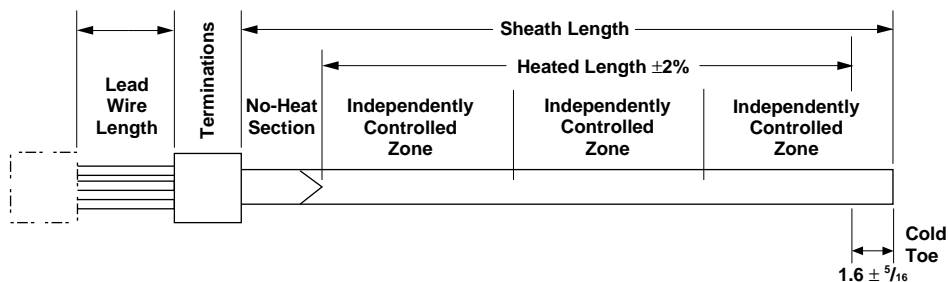 Sheath Length
Heated Length ±2%
Lead
Wire
Length
Terminations
No-Heat
Section
Independently
Controlled
Zone
Independently
Controlled
Zone
Independently
Controlled
Zone
Cold
Toe
1.6 ± 5/16